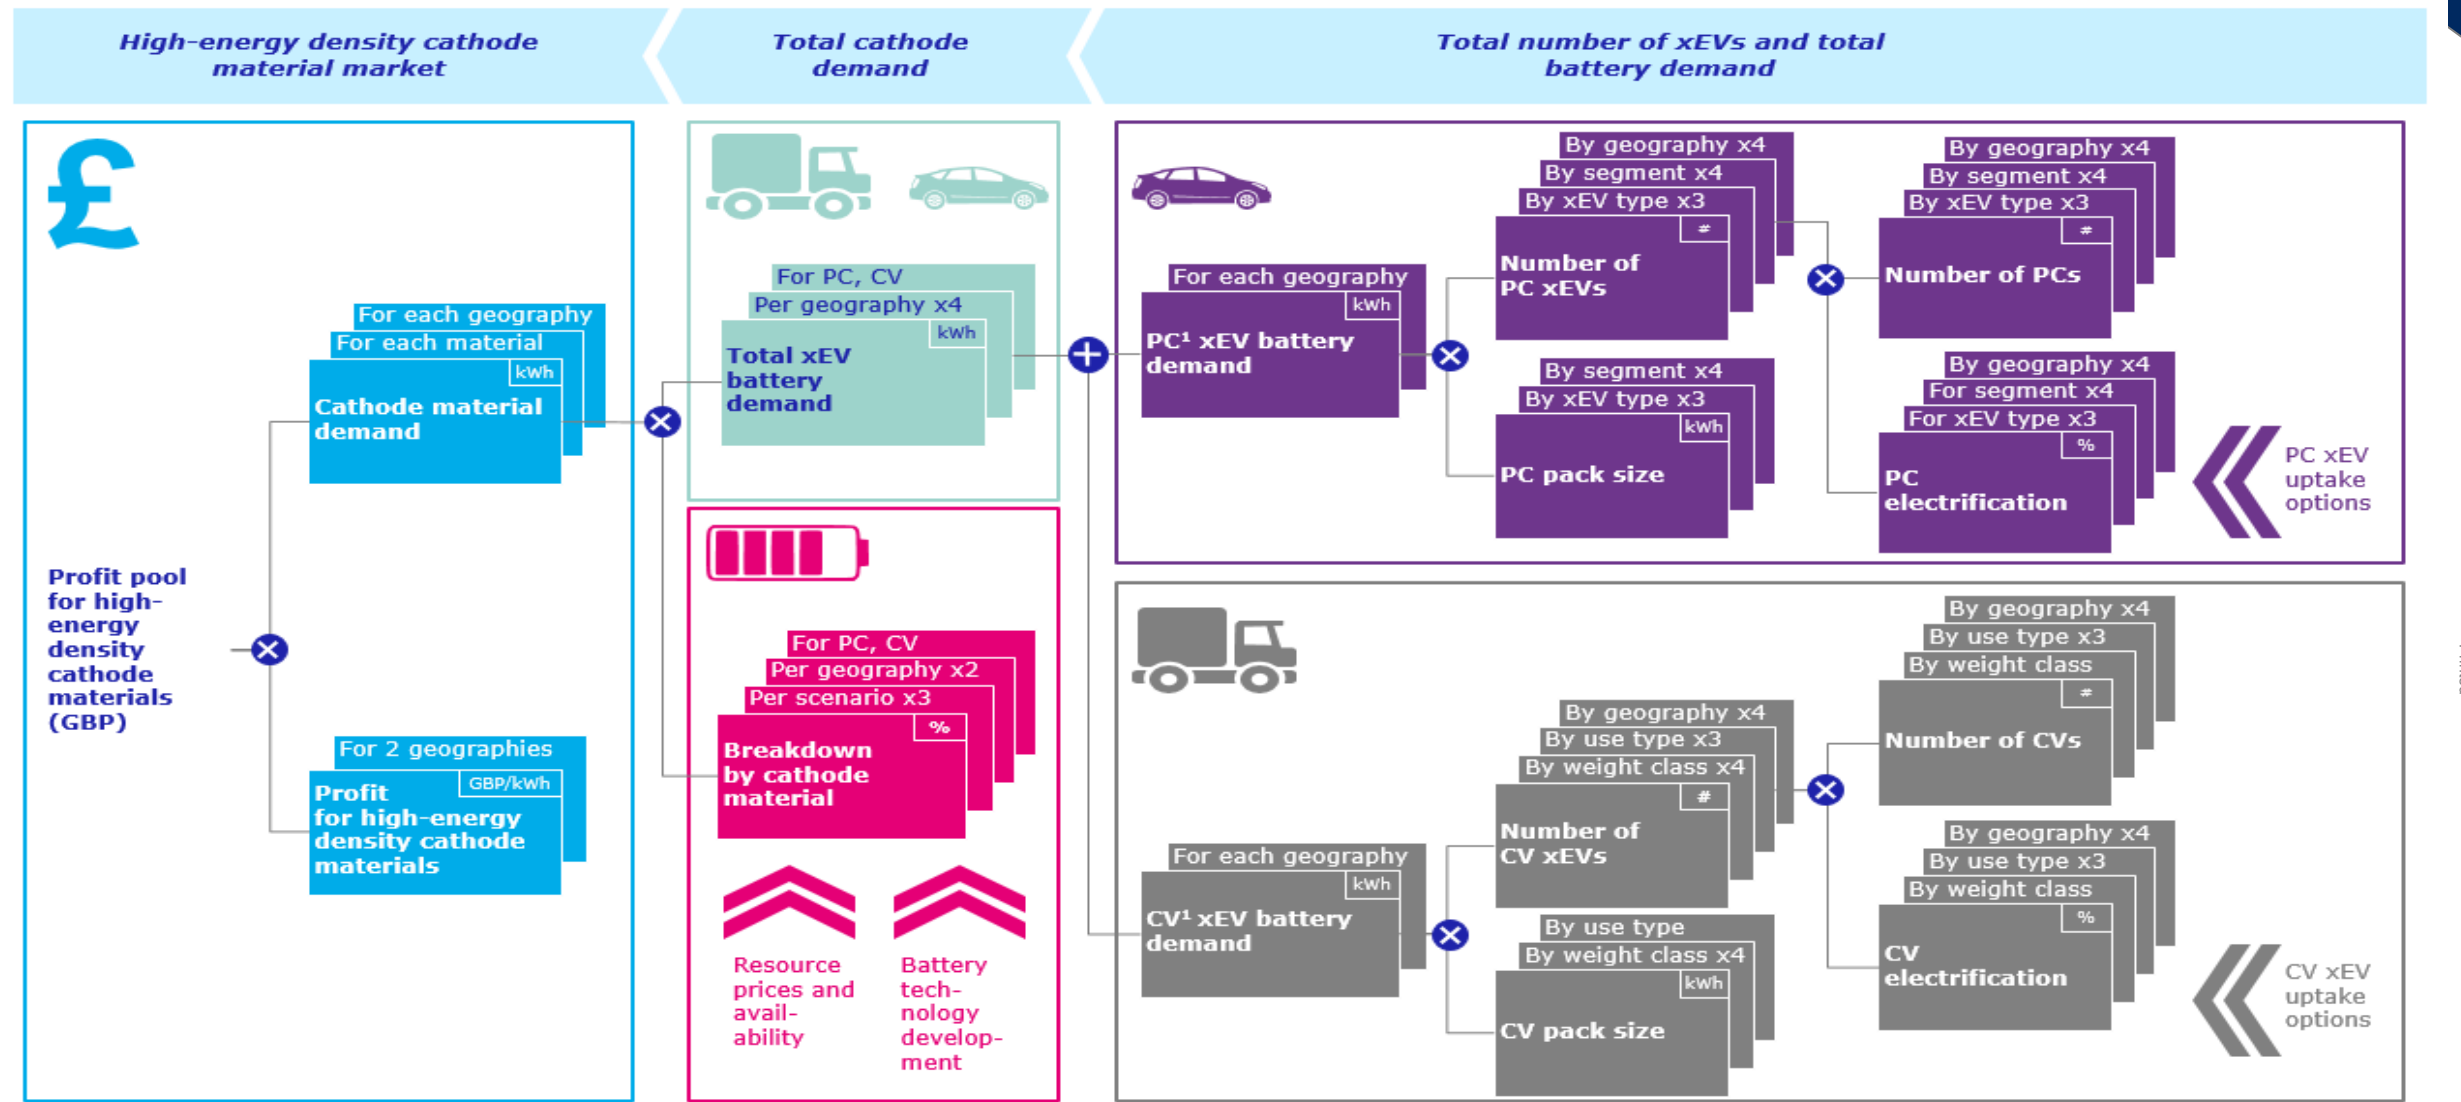 High-energy density cathode
material market
Total cathode
demand
Total number of xEVs and total
battery demand
For each geography
For each material
kWh
Cathode material
demand
Profit pool
for high-
energy
density
cathode
materials
(GBP)
For 2 geographies
GBP/kWh
Profit
for high-energy
density cathode
materials
For PC, CV
Per geography x4
kWh
Total xEV
battery
demand
For PC, CV
Per geography x2
Per scenario x3
%
Breakdown
by cathode
material
Resource
prices and
avail-
ability
Battery
tech-
nology
develop-
ment
For each geography
kWh
PC¹ xEV battery
demand
By geography x4
By segment x4
By xEV type x3
#
Number of
PC xEVs
By segment x4
By xEV type x3
kWh
PC pack size
By geography x4
By segment x4
By xEV type x3
#
Number of PCs
By geography x4
For segment x4
For xEV type x3
%
PC
electrification
PC xEV
uptake
options
For each geography
kWh
CV¹ xEV battery
demand
By geography x4
By use type x3
By weight class x4
#
Number of
CV xEVs
By use type
By weight class x4
kWh
CV pack size
By geography x4
By use type x3
By weight class
#
Number of CVs
By geography x4
By use type x3
By weight class
%
CV
electrification
CV xEV
uptake
options